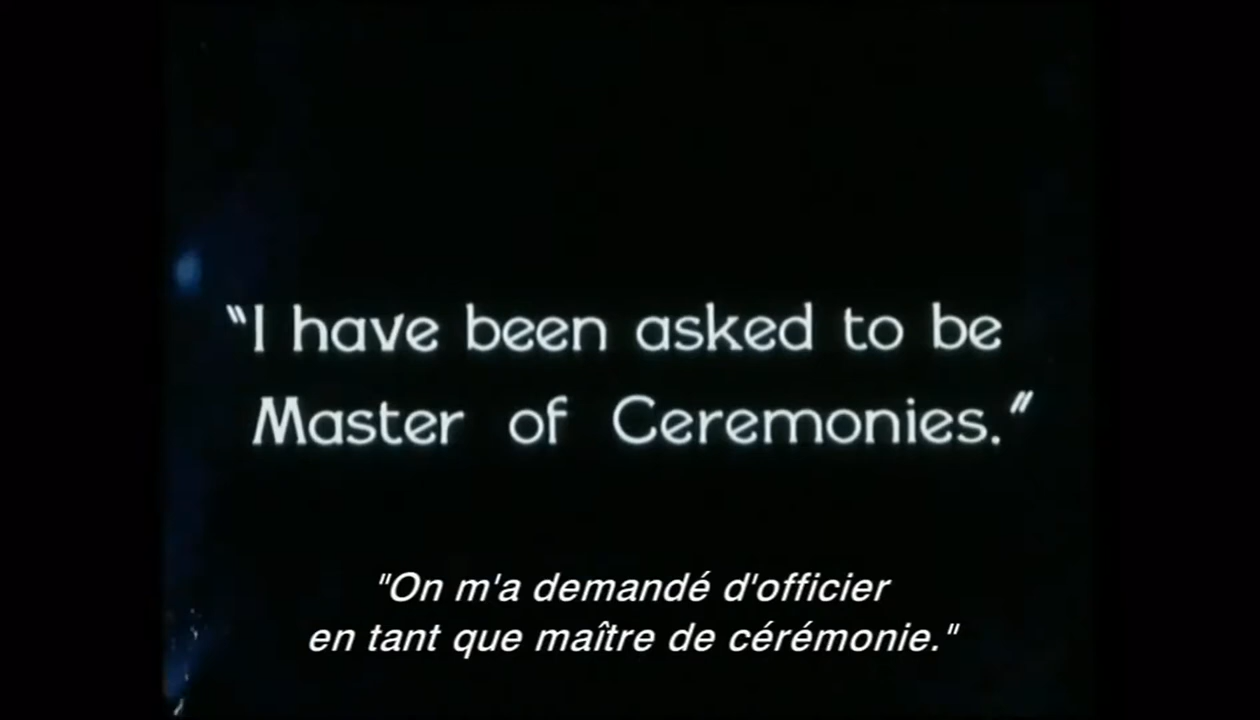 "I have been asked to be
Master of Ceremonies."
"On m'a demandé d'officier
en tant que maître de cérémonie."